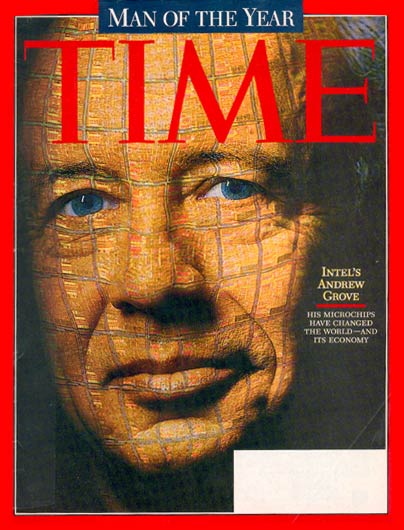 MAN OF THE YEAR
TIME
INTEL'S
ANDREW
GROVE
HIS MICROCHIPS
HAVE CHANGED
THE WORLD—AND
ITS ECONOMY